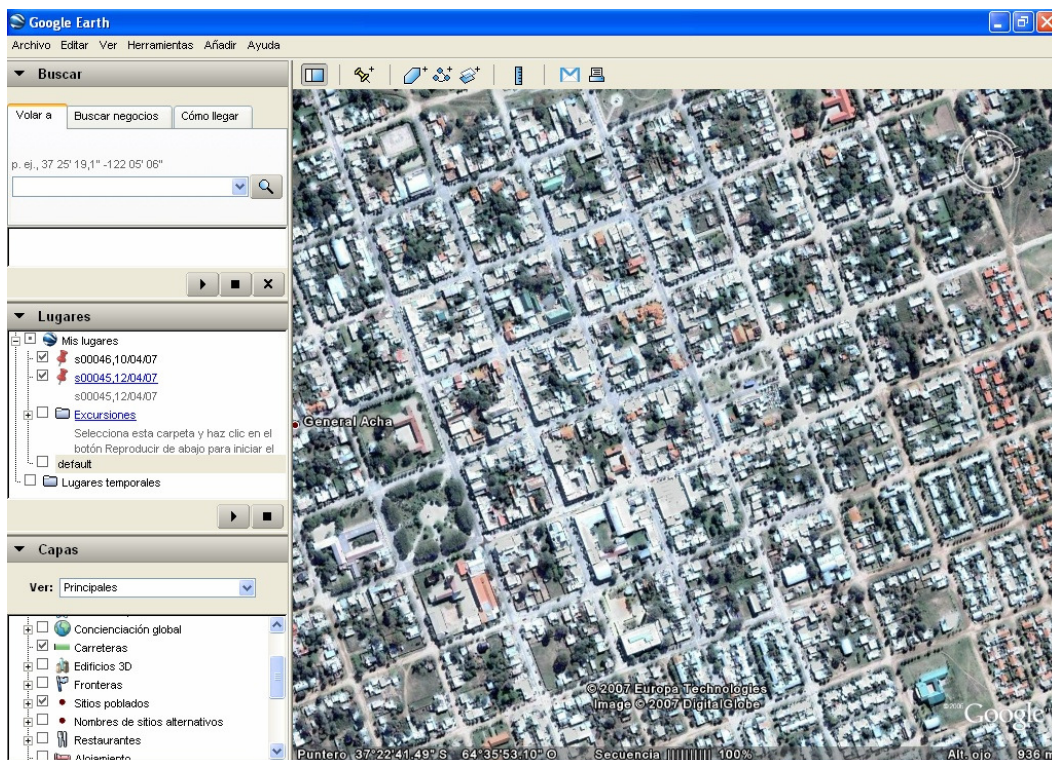 Google Earth
Archivo Editar Ver Herramientas Añadir Ayuda
Buscar
Volar a Buscar negocios Cómo llegar
p. ej., 37 25' 19,1" -122 05' 06"
Lugares
Mis lugares
s00046,10/04/07
s00045,12/04/07
s00045,12/04/07
Excursiones
Selecciona esta carpeta y haz clic en el
botón Reproducir de abajo para iniciar el
default
Lugares temporales
Capas
Ver: Principales
Concienciación global
Carreteras
Edificios 3D
Fronteras
Sitios poblados
Nombres de sitios alternativos
Restaurantes
Alojamiento
General Acha
© 2007 Europa Technologies
Image © 2007 DigitalGlobe
Google
Puntero 37°22'41.49" S 64°35'53.10" O Secuencia 100% Alt. ojo 936 m